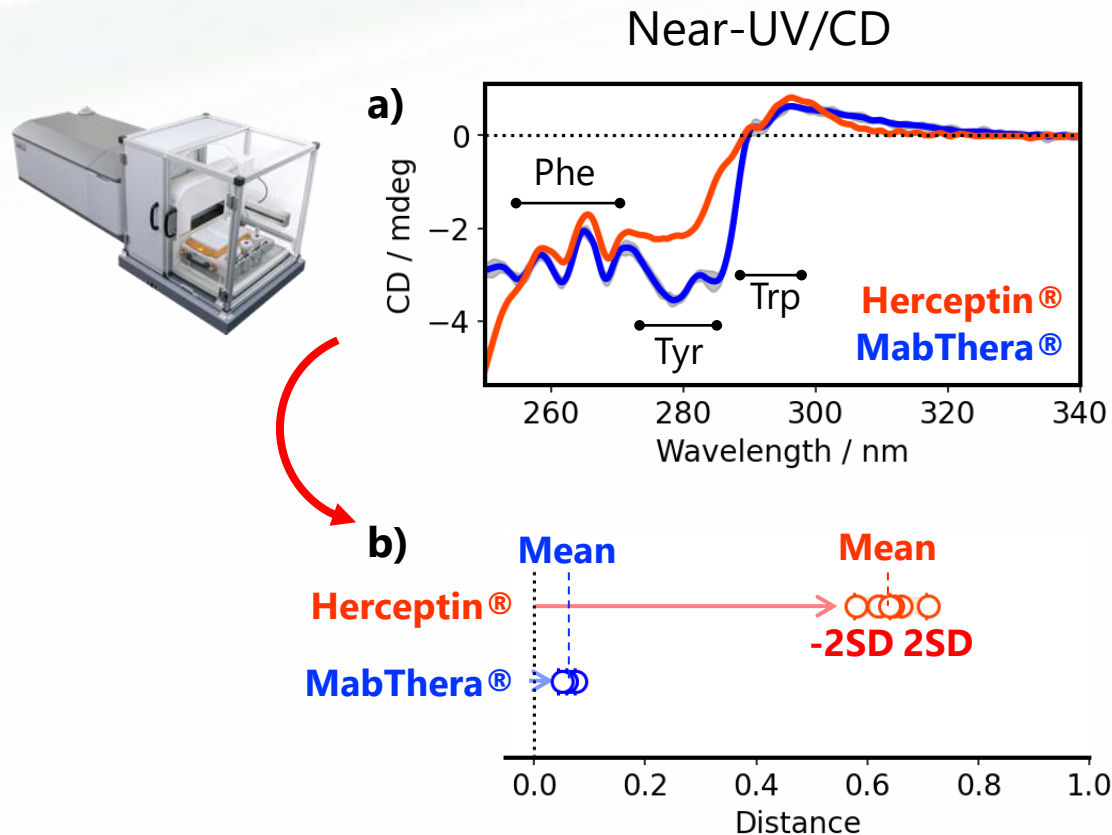 Near-UV/CD
a)
0
−2
−4
CD / mdeg
Phe
Tyr
Trp
Herceptin®
MabThera®
260 280 300 320 340
Wavelength / nm
b)
Mean Mean
Herceptin®
-2SD 2SD
MabThera®
0.0 0.2 0.4 0.6 0.8 1.0
Distance